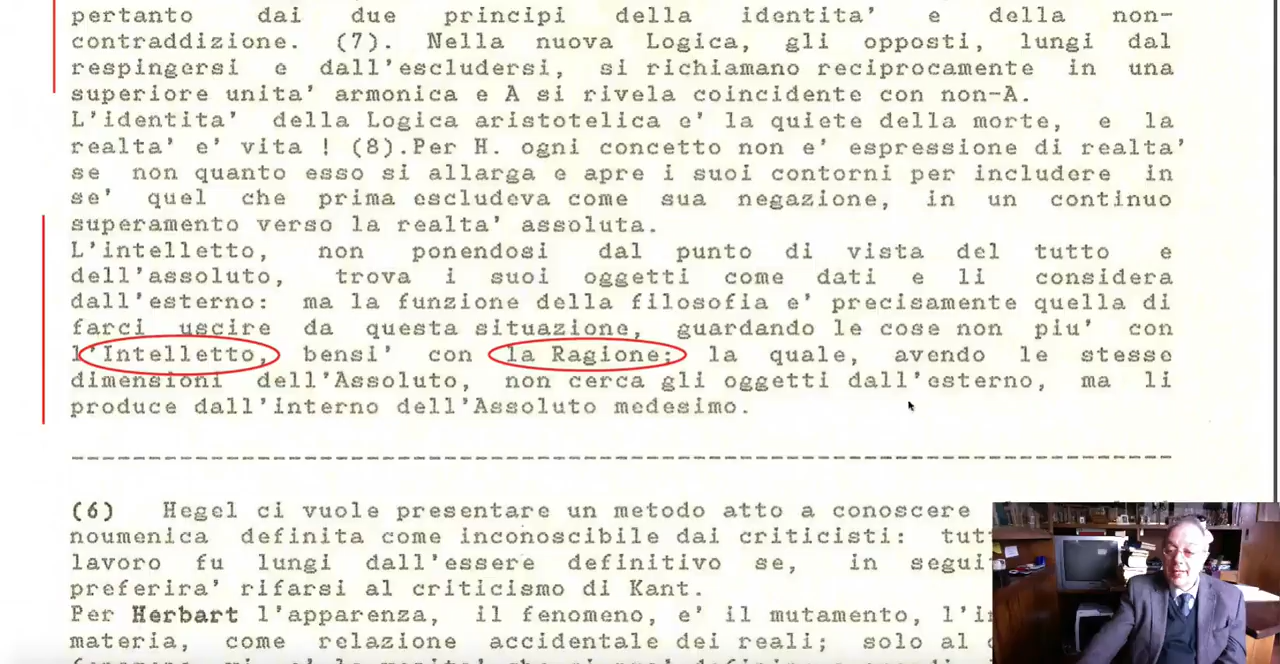 pertanto dai due principi della identita' e della non-
contraddizione. (7). Nella nuova Logica, gli opposti, lungi dal
respingersi e dall'escludersi, si richiamano reciprocamente in una
superiore unita' armonica e A si rivela coincidente con non-A.
L'identita' della Logica aristotelica e' la quiete della morte, e la
realta' e' vita ! (8).Per H. ogni concetto non e' espressione di realta'
se non quanto esso si allarga e apre i suoi contorni per includere in
se' quel che prima escludeva come sua negazione, in un continuo
superamento verso la realta' assoluta.
L'intelletto, non ponendosi dal punto di vista del tutto e
dell'assoluto, trova i suoi oggetti come dati e li considera
dall'esterno: ma la funzione della filosofia e' precisamente quella di
farci uscire da questa situazione, guardando le cose non piu' con
l'Intelletto, bensi' con la Ragione: la quale, avendo le stesse
dimensioni dell'Assoluto, non cerca gli oggetti dall'esterno, ma li
produce dall'interno dell'Assoluto medesimo.
(6) Hegel ci vuole presentare un metodo atto a conoscere
noumenica definita come inconoscibile dai criticisti:
lavoro fu lungi dall'essere definitivo se, in
preferira' rifarsi al criticismo di Kant.
Per Herbart l'apparenza, il fenomeno, e' il mutamento,
materia, come relazione accidentale dei reali; solo al